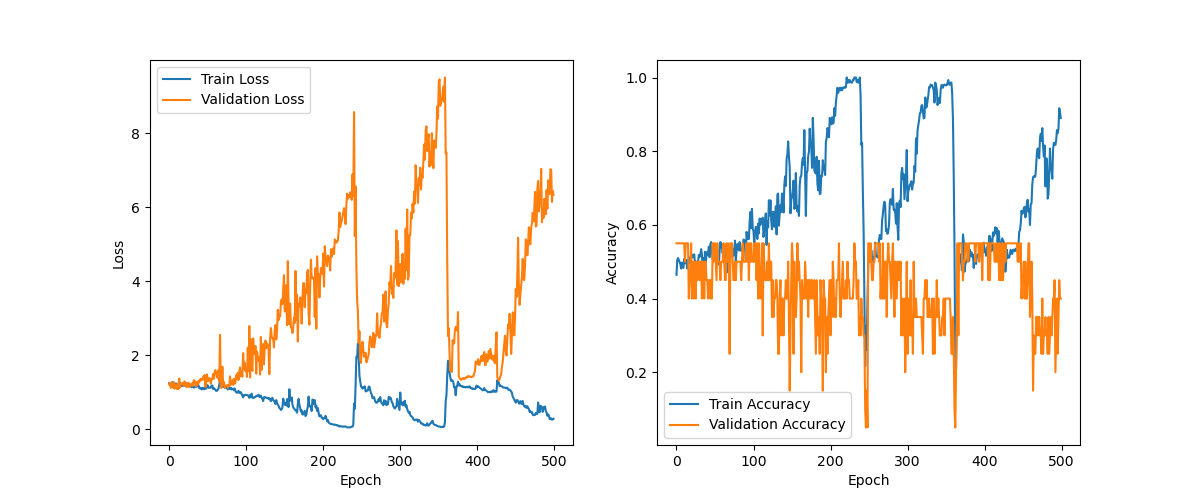 Train Loss
Validation Loss
8
6
4
2
0
Loss
0 100 200 300 400 500
Epoch
1.0
0.8
0.6
0.4
0.2
Accuracy
Train Accuracy
Validation Accuracy
0 100 200 300 400 500
Epoch